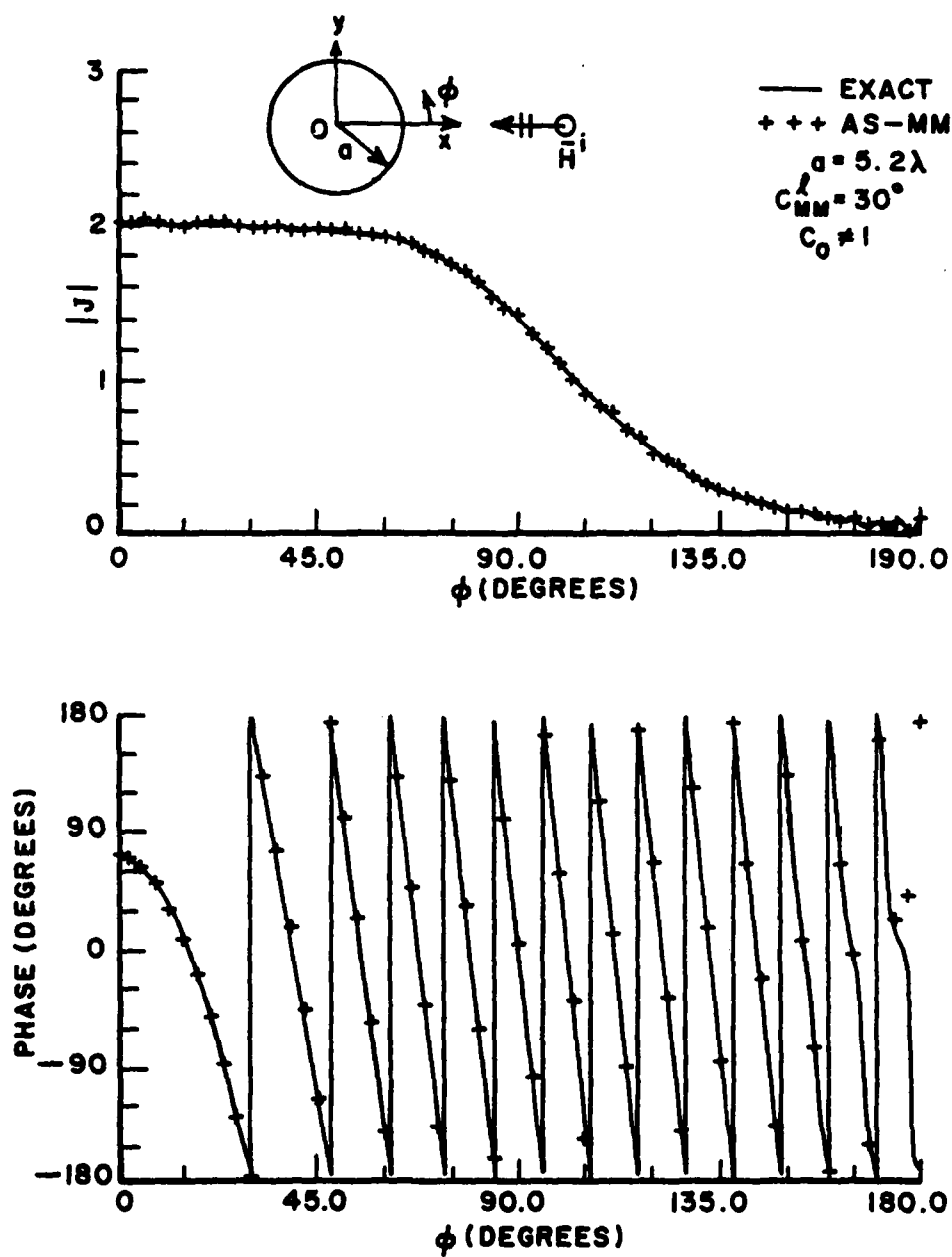 y
3
φ
— EXACT
+ + + AS-MM
O
x
a
H̄ⁱ
a = 5.2λ
C^ℓ_MM = 30°
C₀ ≠ 1
2
|J|
1
0
0 45.0 90.0 135.0 190.0
φ (DEGREES)
180
90
PHASE (DEGREES)
0
-90
-180
0 45.0 90.0 135.0 180.0
φ (DEGREES)